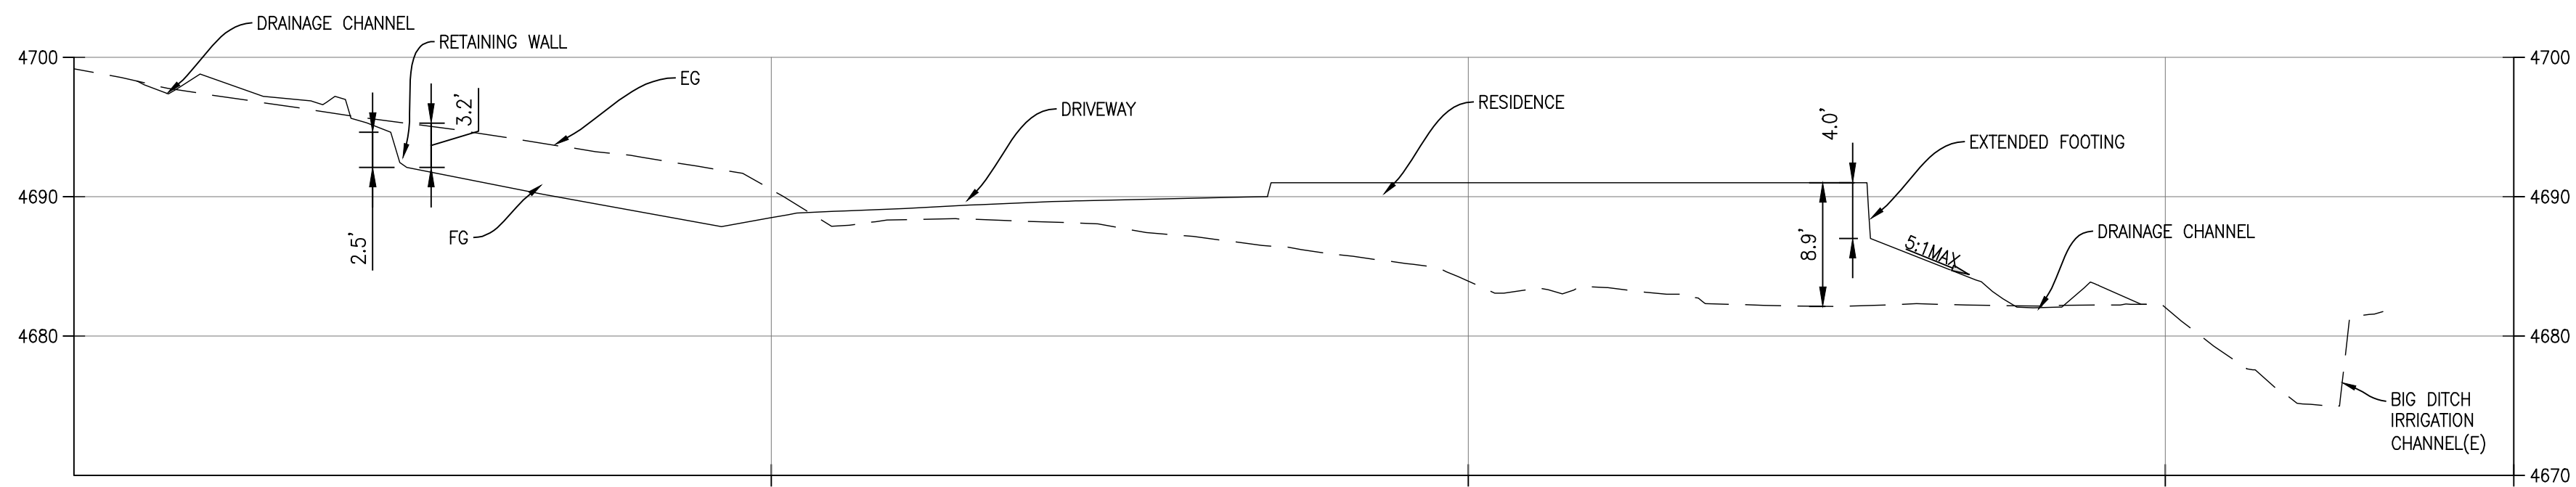 DRAINAGE CHANNEL
RETAINING WALL
4700
4700
EG
3.2'
RESIDENCE
DRIVEWAY
4.0'
EXTENDED FOOTING
4690
4690
FG
2.5'
8.9'
5:1MAX
DRAINAGE CHANNEL
4680
4680
BIG DITCH
IRRIGATION
CHANNEL(E)
4670